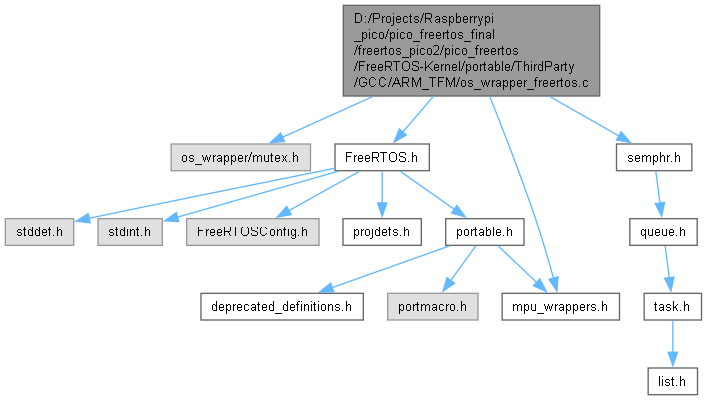 D:/Projects/Raspberrypi
_pico/pico_freertos_final
/freertos_pico2/pico_freertos
/FreeRTOS-Kernel/portable/ThirdParty
/GCC/ARM_TFM/os_wrapper_freertos.c
os_wrapper/mutex.h
FreeRTOS.h
semphr.h
stddef.h
stdint.h
FreeRTOSConfig.h
projdefs.h
portable.h
queue.h
deprecated_definitions.h
portmacro.h
mpu_wrappers.h
task.h
list.h